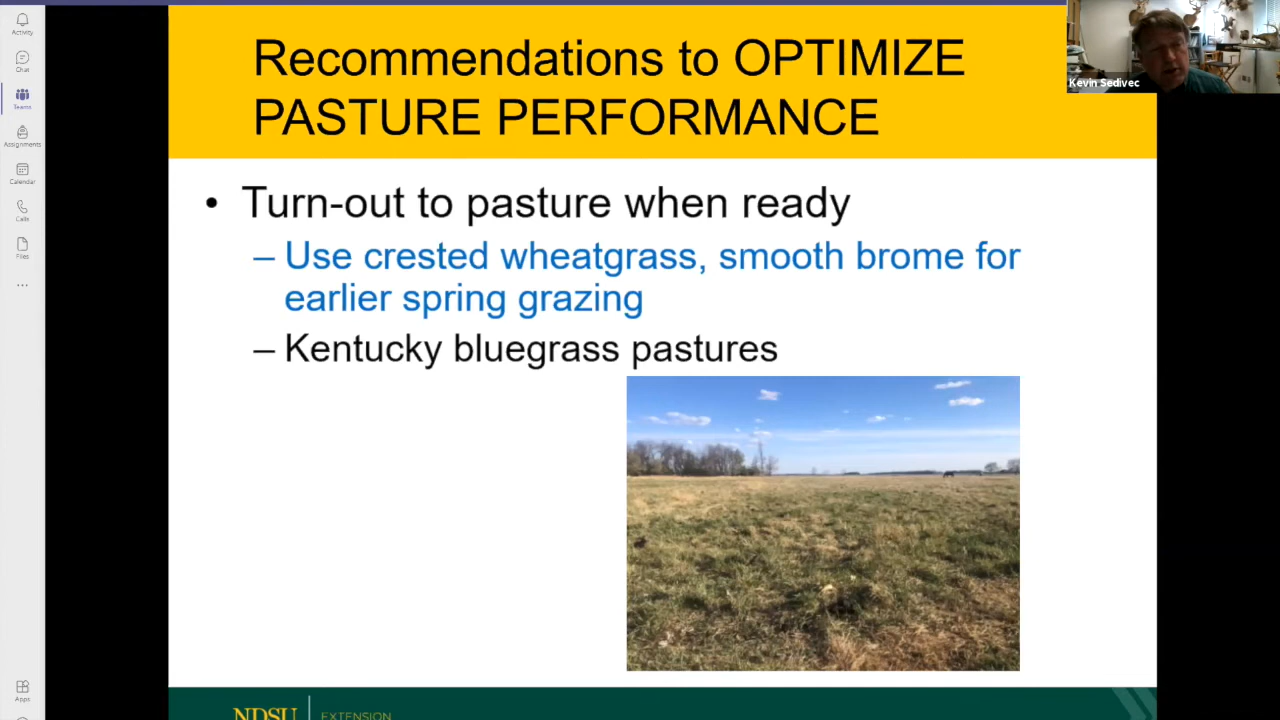 Activity
Chat
Teams
Assignments
Calendar
Calls
Files
Apps
Recommendations to OPTIMIZE
PASTURE PERFORMANCE
• Turn-out to pasture when ready
– Use crested wheatgrass, smooth brome for
earlier spring grazing
– Kentucky bluegrass pastures
NDSU EXTENSION
Kevin Sedivec